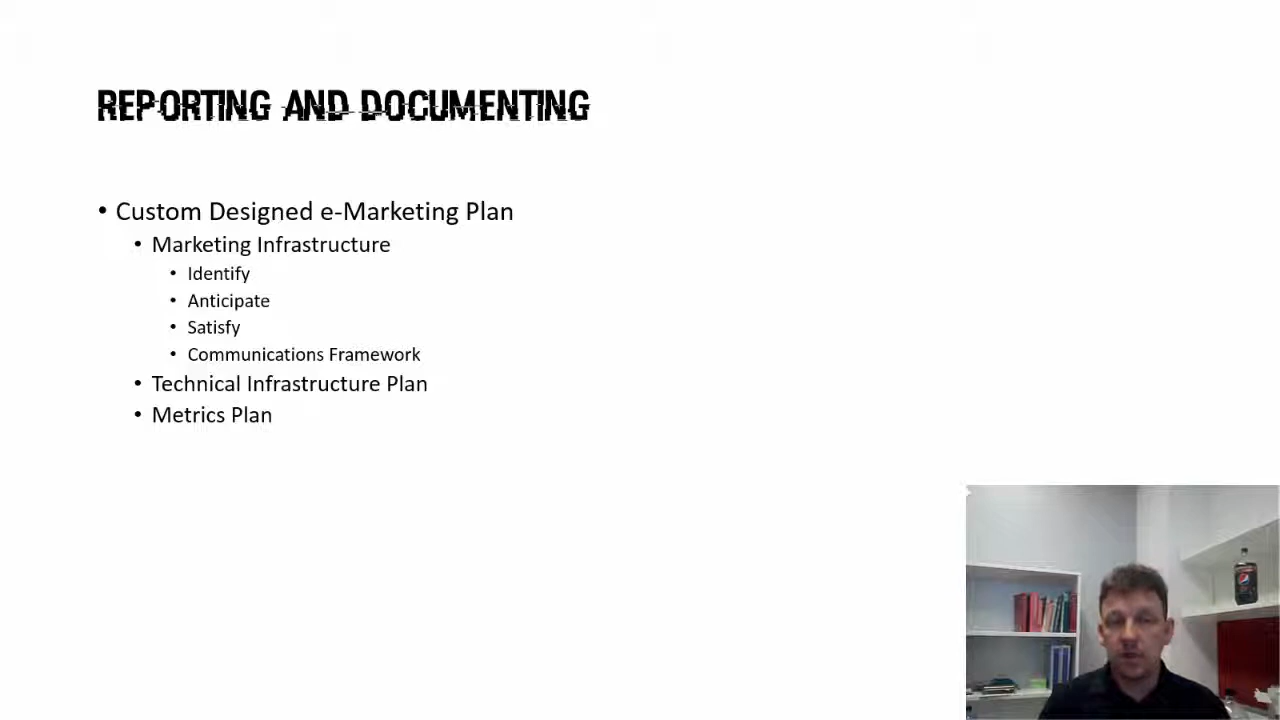 REPORTING AND DOCUMENTING
• Custom Designed e-Marketing Plan
• Marketing Infrastructure
• Identify
• Anticipate
• Satisfy
• Communications Framework
• Technical Infrastructure Plan
• Metrics Plan